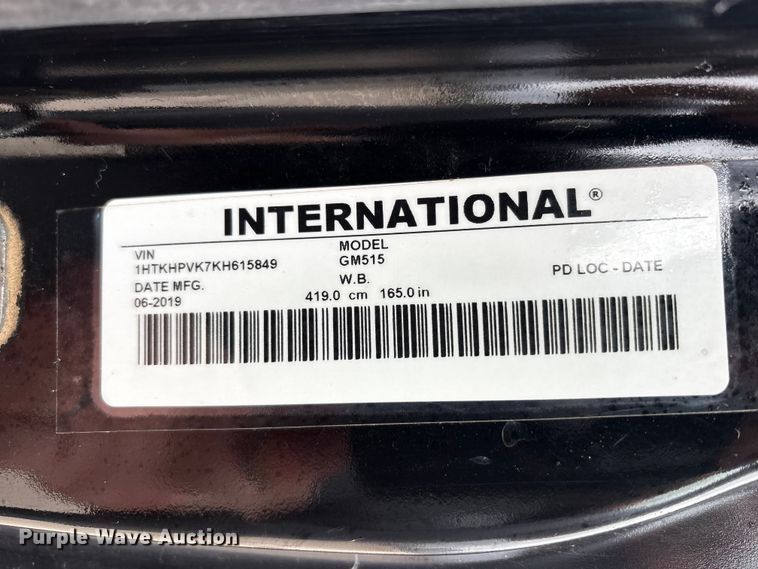 INTERNATIONAL®
VIN
1HTKHPVK7KH615849
MODEL
GM515
DATE MFG.
06-2019
W.B.
419.0 cm 165.0 in
PD LOC - DATE
Purple Wave Auction